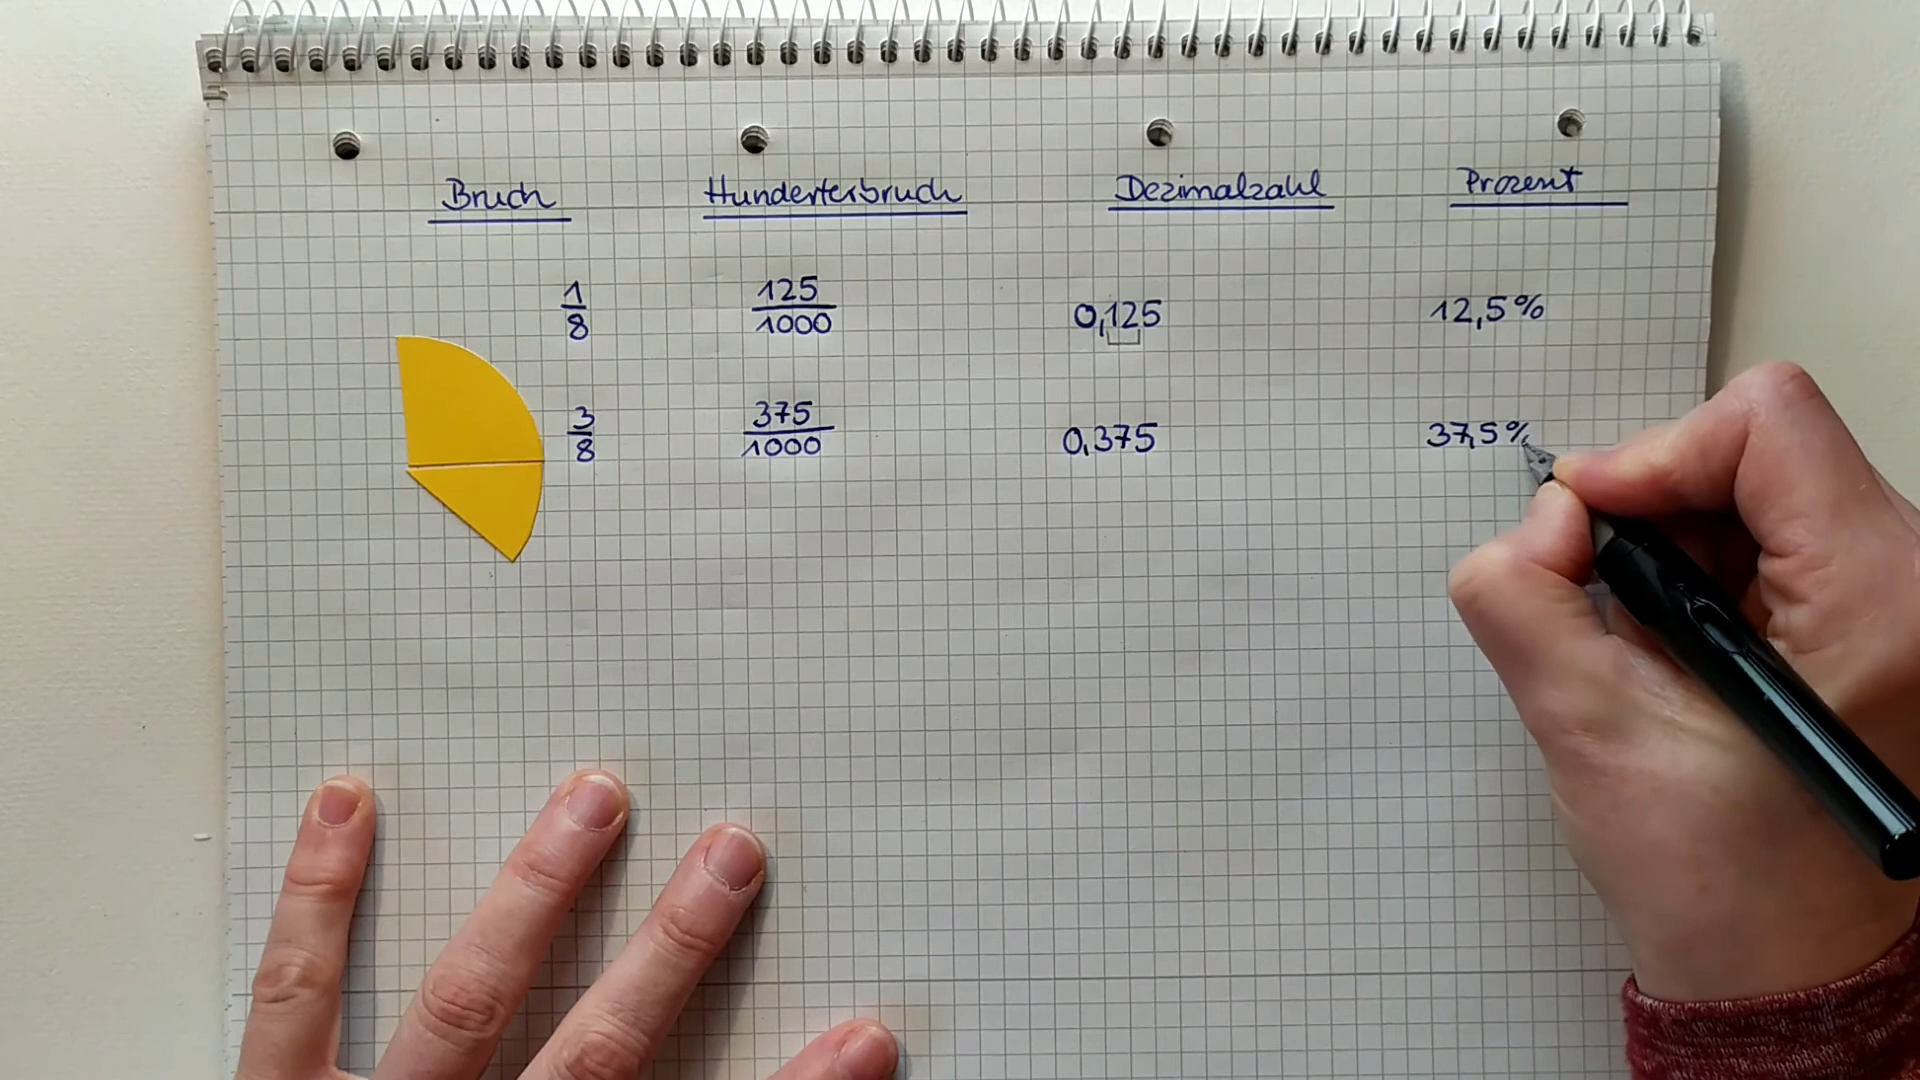 Bruch Hunderterbruch Dezimalzahl Prozent
1/8 125/1000 0,125 12,5%
3/8 375/1000 0,375 37,5%